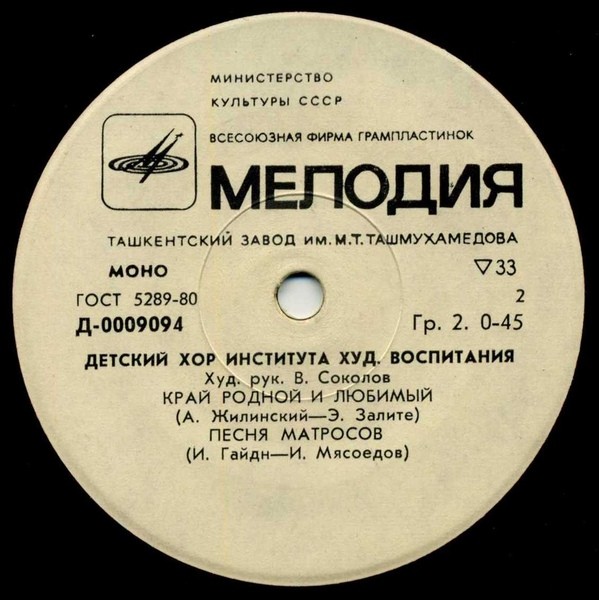 МИНИСТЕРСТВО
КУЛЬТУРЫ СССР
ВСЕСОЮЗНАЯ ФИРМА ГРАМПЛАСТИНОК
МЕЛОДИЯ
ТАШКЕНТСКИЙ ЗАВОД ИМ. М.Т. ТАШМУХАМЕДОВА
МОНО ▽33
ГОСТ 5289-80 2
Д-0009094 Гр. 2. 0-45
ДЕТСКИЙ ХОР ИНСТИТУТА ХУД. ВОСПИТАНИЯ
Худ. рук. В. Соколов
КРАЙ РОДНОЙ И ЛЮБИМЫЙ
(А. Жилинский—Э. Залите)
ПЕСНЯ МАТРОСОВ
(И. Гайдн—И. Мясоедов)